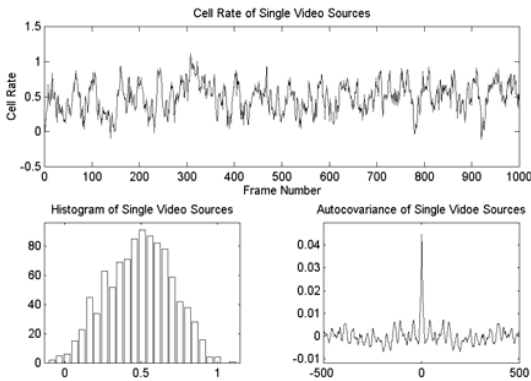 Cell Rate of Single Video Sources
1.5
1
0.5
0
-0.5
Cell Rate
0 100 200 300 400 500 600 700 800 900 1000
Frame Number
Histogram of Single Video Sources
80
60
40
20
0
0 0.5 1
Autocovariance of Single Vidoe Sources
0.04
0.03
0.02
0.01
0
-0.01
-500 0 500